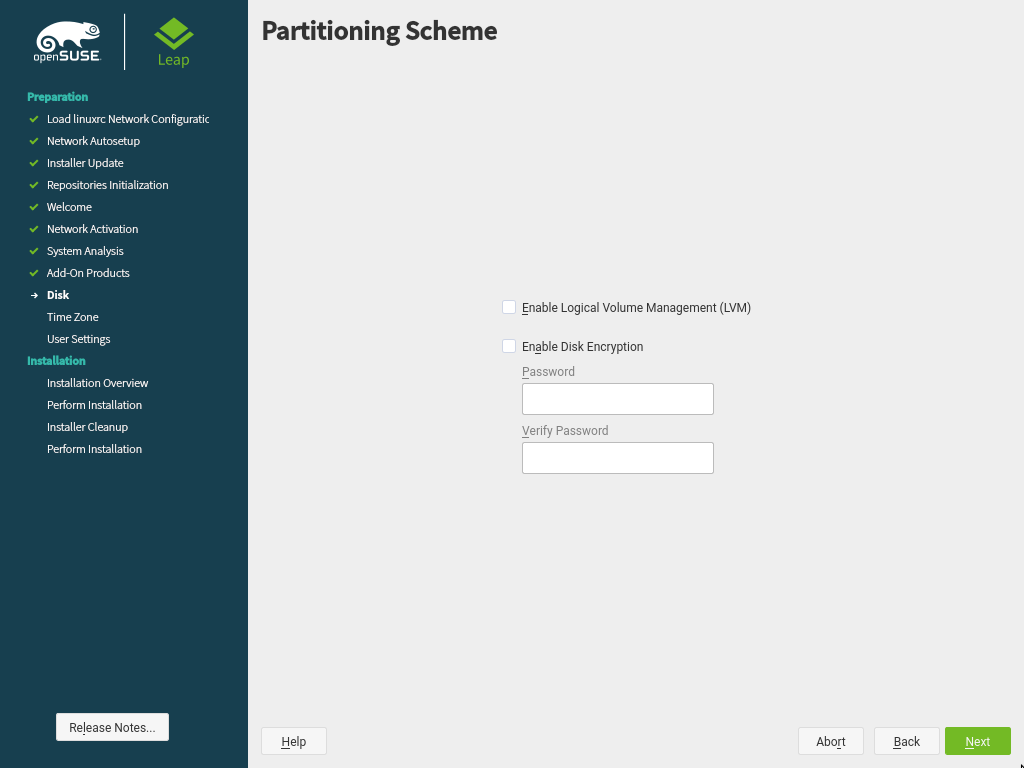 openSUSE
Leap
Preparation
Load linuxrc Network Configuratic
Network Autosetup
Installer Update
Repositories Initialization
Welcome
Network Activation
System Analysis
Add-On Products
Disk
Time Zone
User Settings
Installation
Installation Overview
Perform Installation
Installer Cleanup
Perform Installation
Release Notes...
Partitioning Scheme
Enable Logical Volume Management (LVM)
Enable Disk Encryption
Password
Verify Password
Help
Abort
Back
Next